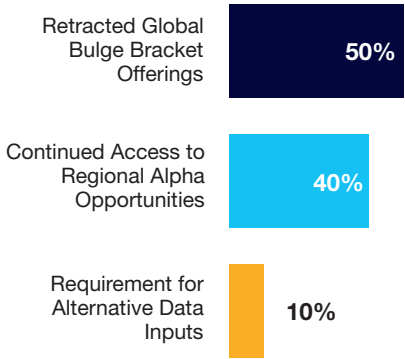 Retracted Global
Bulge Bracket
Offerings
50%
Continued Access to
Regional Alpha
Opportunities
40%
Requirement for
Alternative Data
Inputs
10%